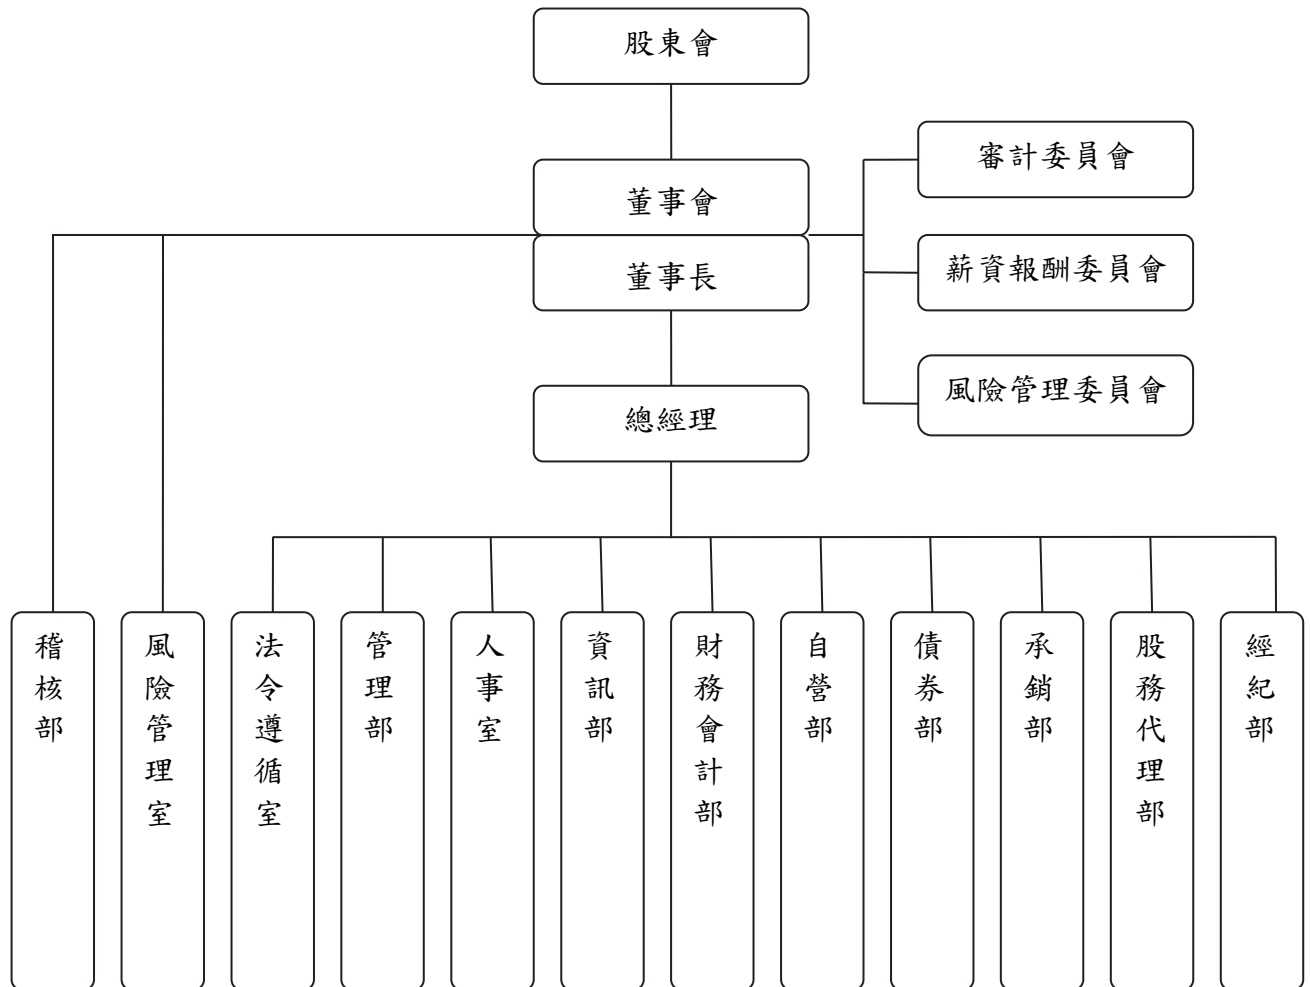 股東會
董事會
董事長
審計委員會
薪資報酬委員會
風險管理委員會
總經理
稽核部
風險管理室
法令遵循室
管理部
人事室
資訊部
財務會計部
自營部
債券部
承銷部
股務代理部
經紀部